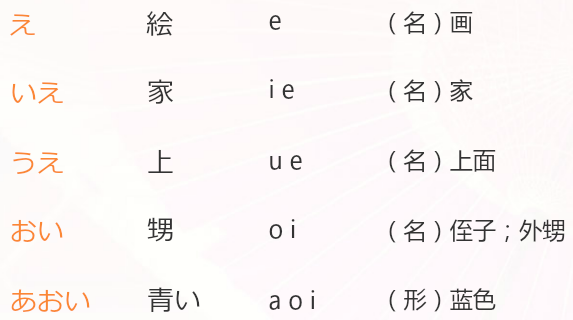 え 絵 e （名）画
いえ 家 ie （名）家
うえ 上 ue （名）上面
おい 甥 oi （名）侄子；外甥
あおい 青い aoi （形）蓝色